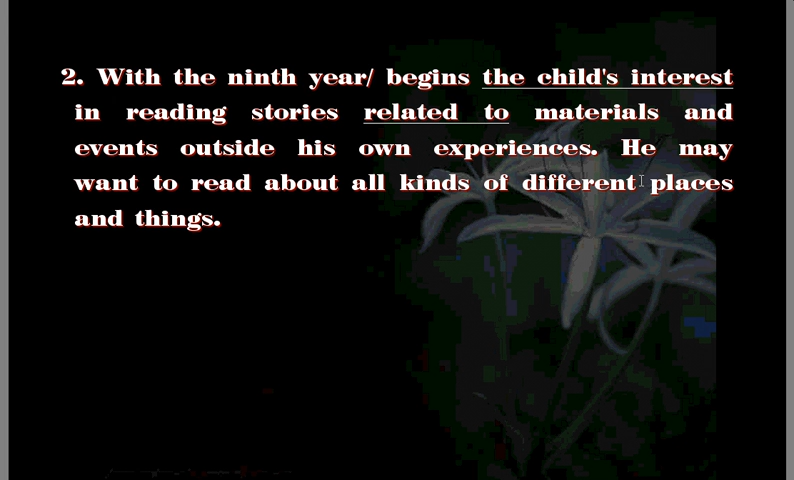 2. With the ninth year/ begins the child's interest
in reading stories related to materials and
events outside his own experiences. He may
want to read about all kinds of different places
and things.